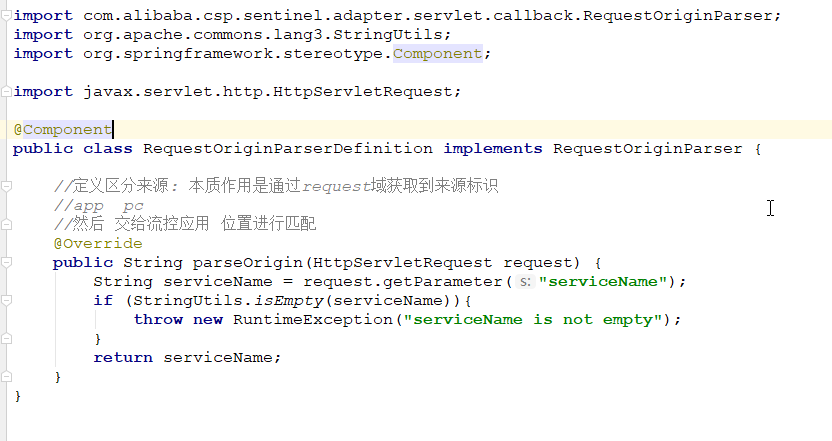 import com.alibaba.csp.sentinel.adapter.servlet.callback.RequestOriginParser;
import org.apache.commons.lang3.StringUtils;
import org.springframework.stereotype.Component;
import javax.servlet.http.HttpServletRequest;
@Component
public class RequestOriginParserDefinition implements RequestOriginParser {
//定义区分来源: 本质作用是通过request域获取到来源标识
//app  pc
//然后 交给流控应用 位置进行匹配
@Override
public String parseOrigin(HttpServletRequest request) {
String serviceName = request.getParameter( s: "serviceName");
if (StringUtils.isEmpty(serviceName)){
throw new RuntimeException("serviceName is not empty");
}
return serviceName;
}
}